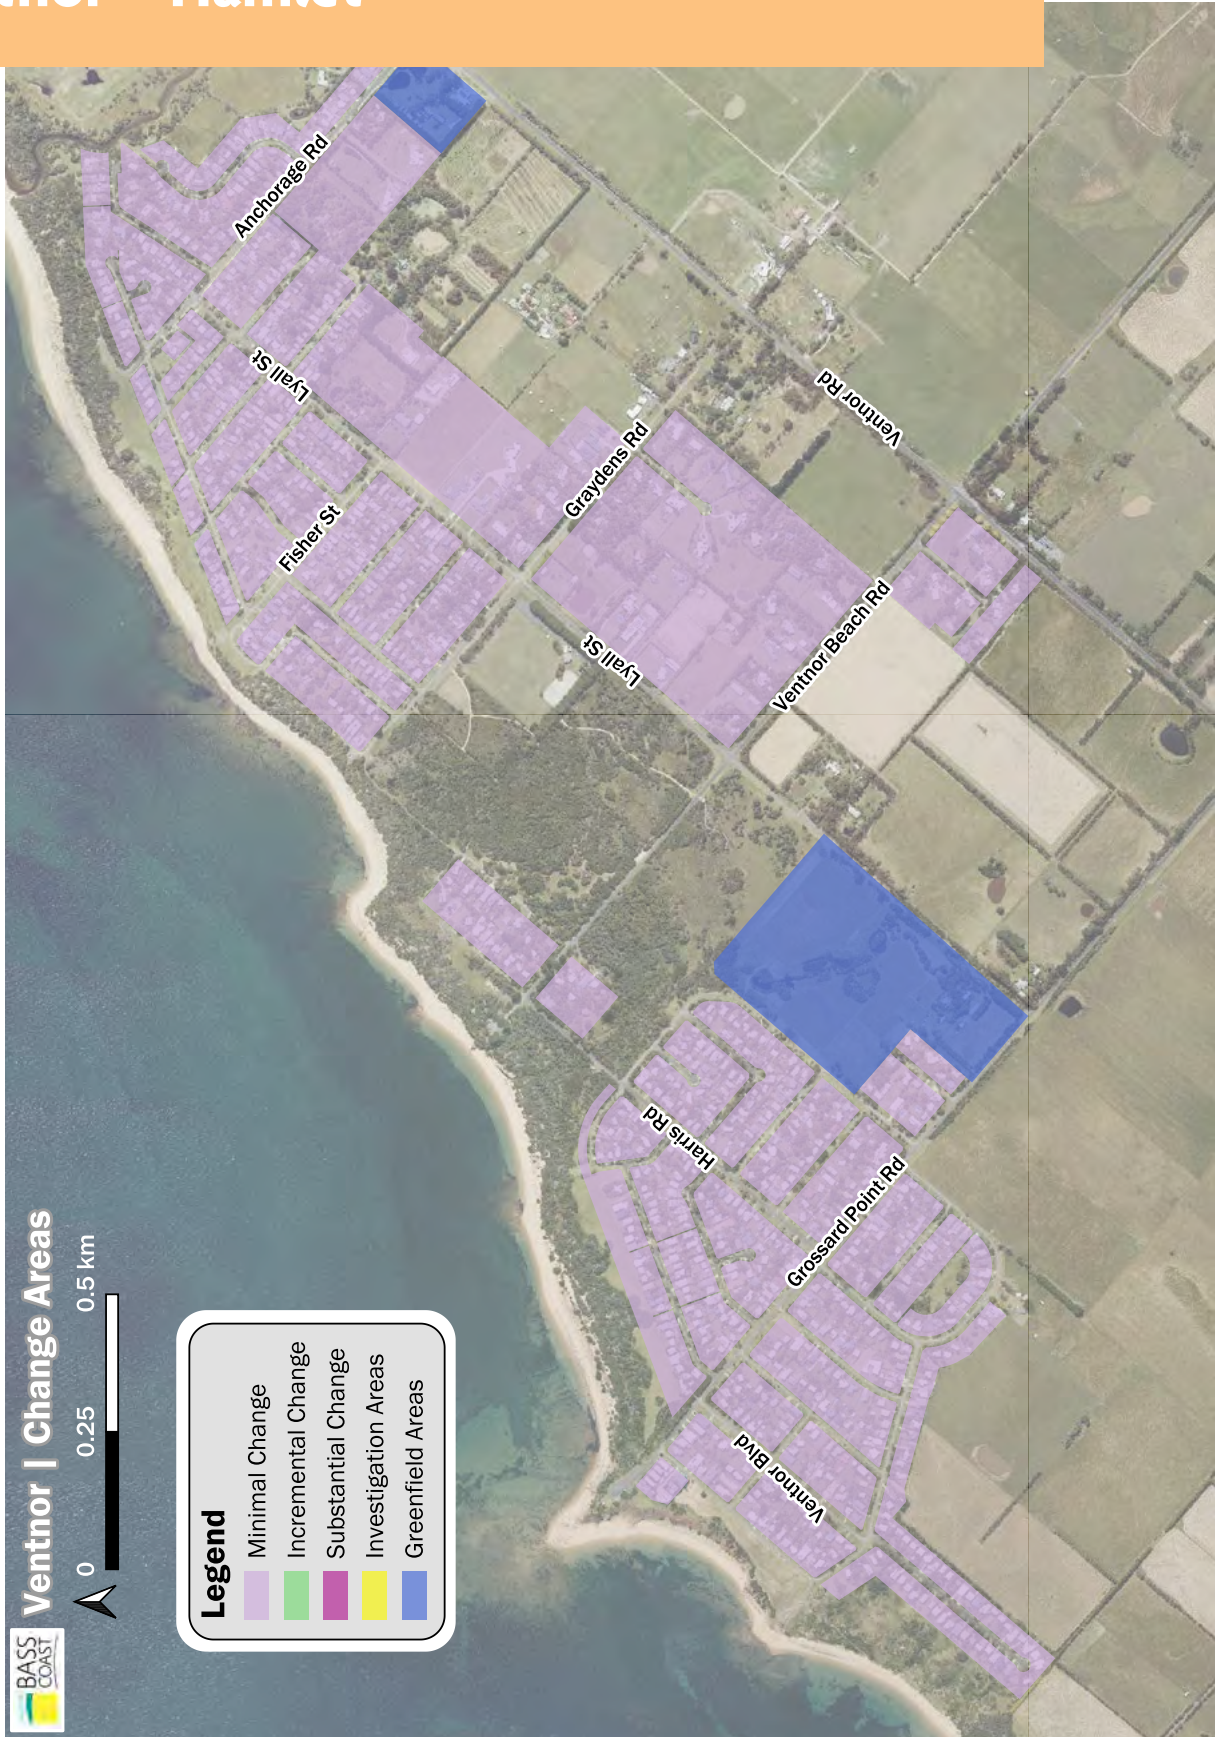 Ventnor | Change Areas
0 0.25 0.5 km
BASS
COAST
Legend
Minimal Change
Incremental Change
Substantial Change
Investigation Areas
Greenfield Areas
Anchorage Rd
Lyall St
Fisher St
Graydens Rd
Ventnor Rd
Lyall St
Ventnor Beach Rd
Harris Rd
Grossard Point Rd
Ventnor Blvd